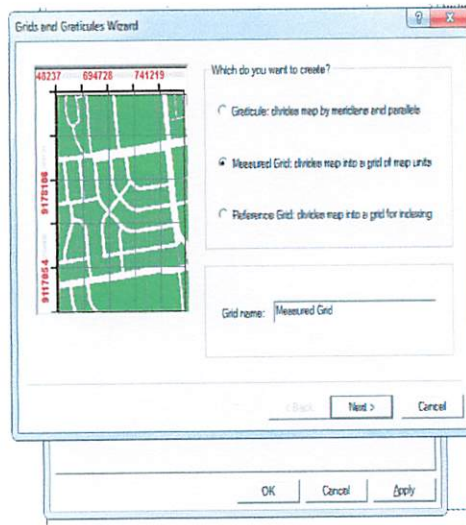 Grids and Graticules Wizard
48237 694728 741219
9178106
9117854
Which do you want to create?
Graticule: divides map by meridians and parallels
Measured Grid: divides map into a grid of map units
Reference Grid: divides map into a grid for indexing
Grid name: Measured Grid
< Back Next > Cancel
OK Cancel Apply